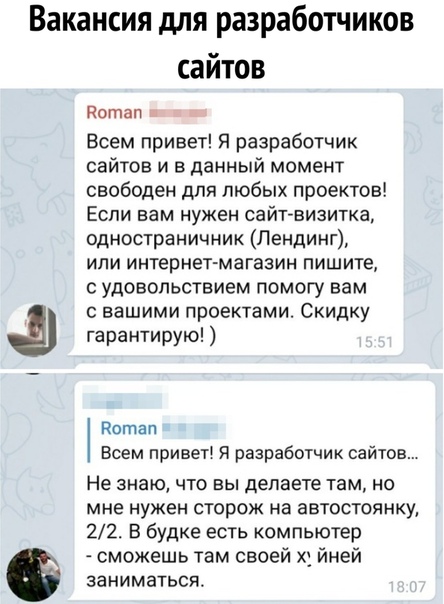 Вакансия для разработчиков
сайтов
Roman
Всем привет! Я разработчик
сайтов и в данный момент
свободен для любых проектов!
Если вам нужен сайт-визитка,
одностраничник (Лендинг),
или интернет-магазин пишите,
с удовольствием помогу вам
с вашими проектами. Скидку
гарантирую! )
15:51
Roman
Всем привет! Я разработчик сайтов...
Не знаю, что вы делаете там, но
мне нужен сторож на автостоянку,
2/2. В будке есть компьютер
- сможешь там своей х йней
заниматься.
18:07